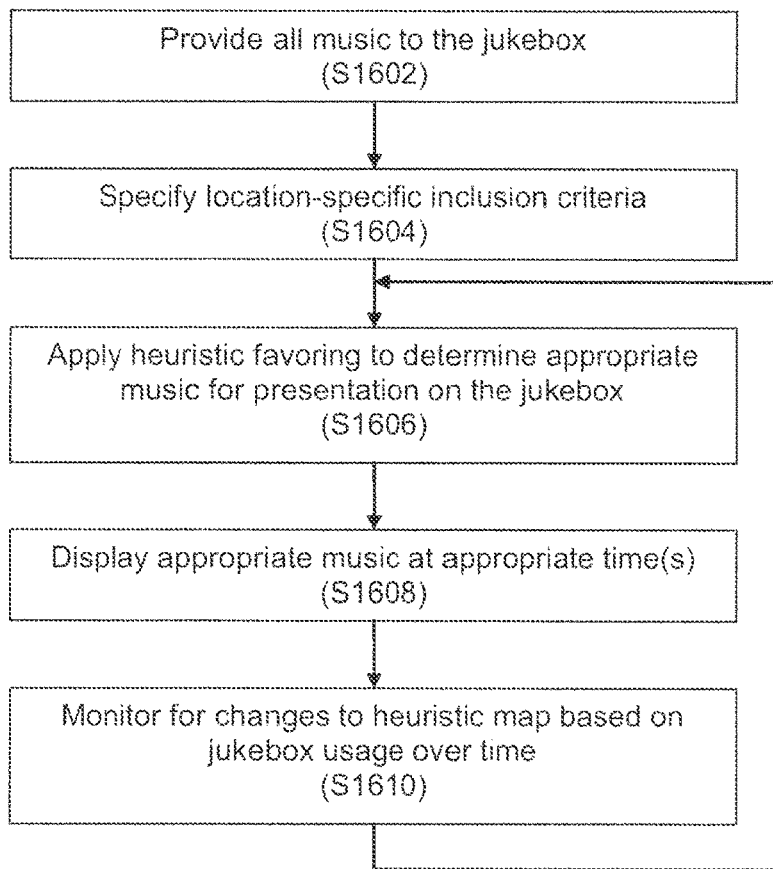 Provide all music to the jukebox
(S1602)
Specify location-specific inclusion criteria
(S1604)
Apply heuristic favoring to determine appropriate
music for presentation on the jukebox
(S1606)
Display appropriate music at appropriate time(s)
(S1608)
Monitor for changes to heuristic map based on
jukebox usage over time
(S1610)